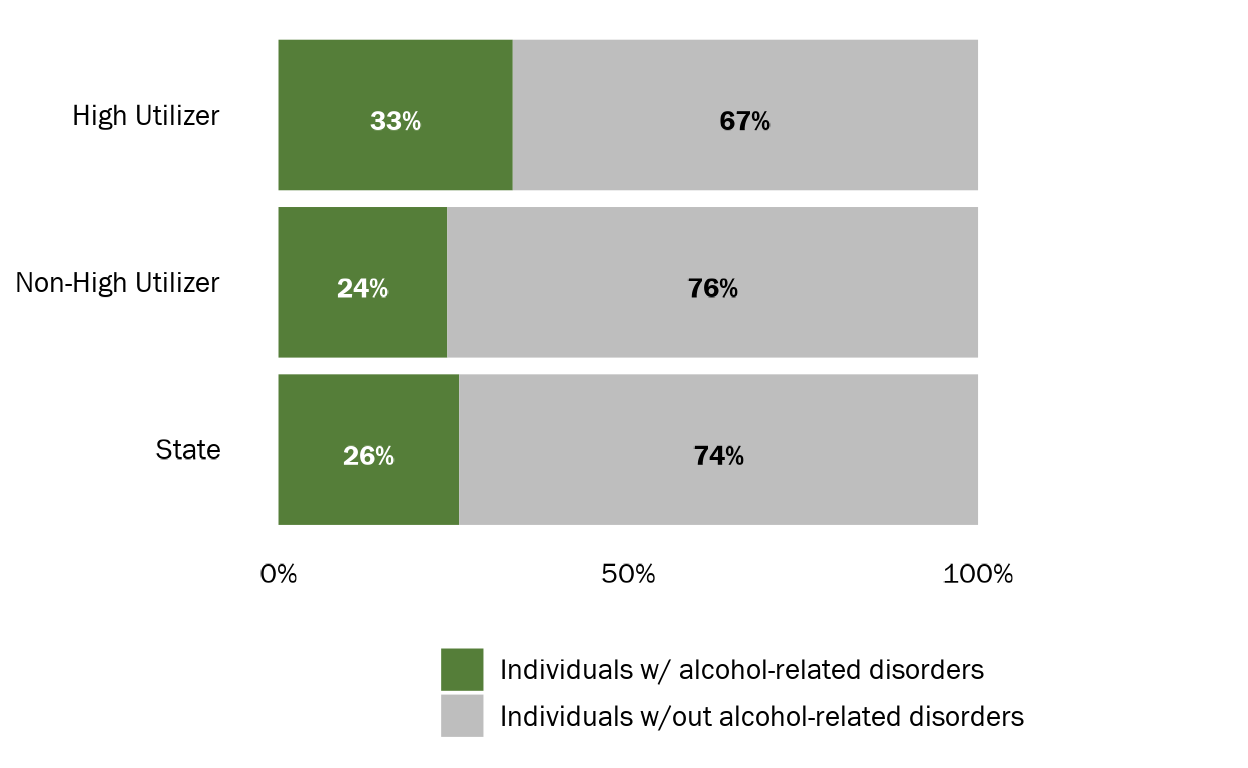 High Utilizer
33%
67%
Non-High Utilizer
24%
76%
State
26%
74%
0%
50%
100%
Individuals w/ alcohol-related disorders
Individuals w/out alcohol-related disorders